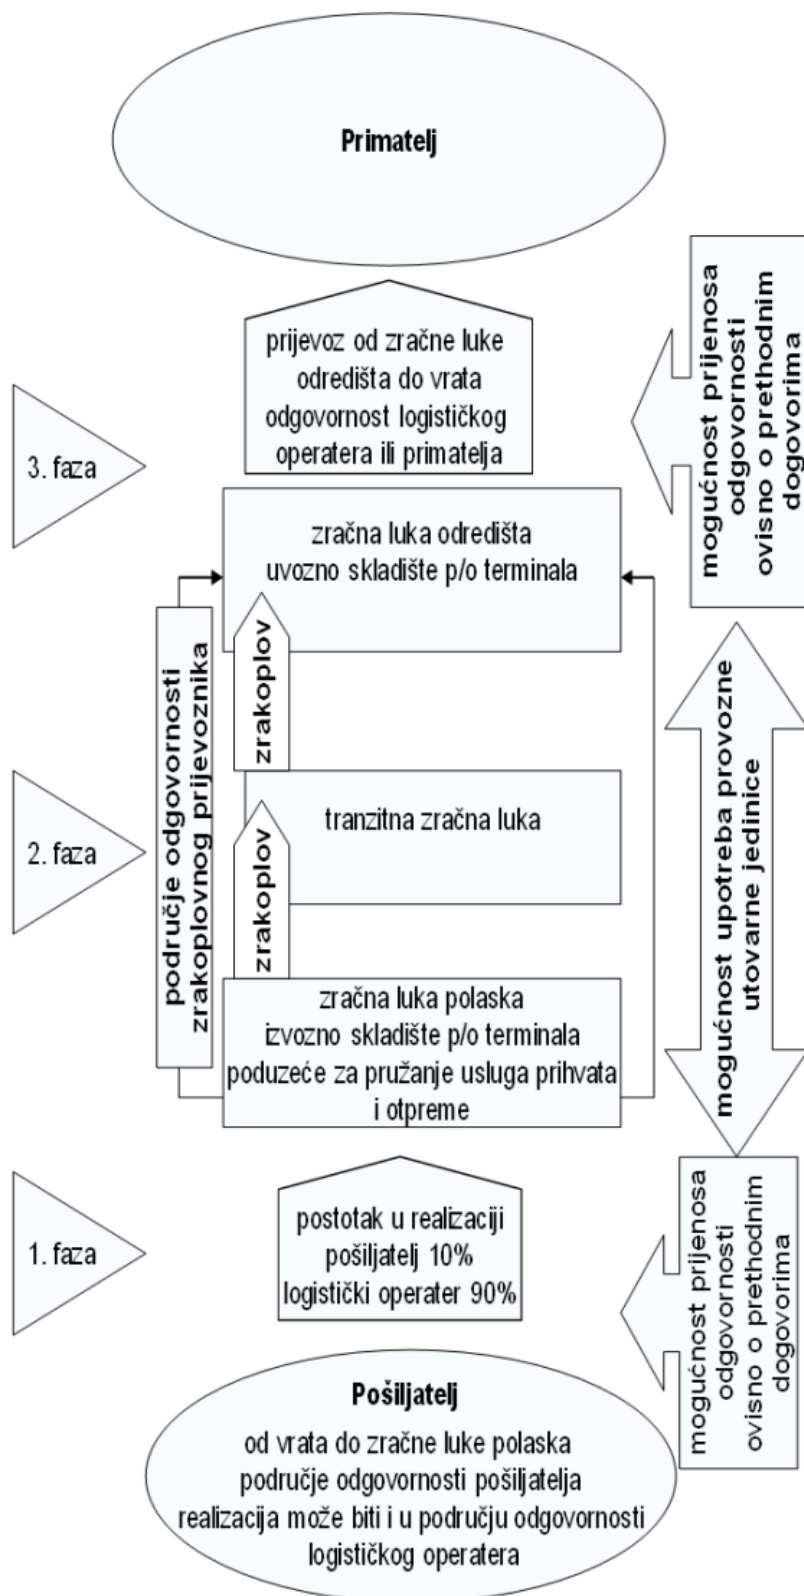 Primatelj
prijevoz od zračne luke
odredišta do vrata
odgovornost logističkog
operatera ili primatelja
mogućnost prijenosa
odgovornosti
ovisno o prethodnim
dogovorima
3. faza
zračna luka odredišta
uvozno skladište p/o terminala
zrakoplov
područje odgovornosti
zrakoplovnog prijevoznika
2. faza
tranzitna zračna luka
zrakoplov
mogućnost upotreba provozne
utovarne jedinice
zračna luka polaska
izvozno skladište p/o terminala
poduzeće za pružanje usluga prihvata
i otpreme
1. faza
postotak u realizaciji
pošiljatelj 10%
logistički operater 90%
mogućnost prijenosa
odgovornosti
ovisno o prethodnim
dogovorima
Pošiljatelj
od vrata do zračne luke polaska
područje odgovornosti pošiljatelja
realizacija može biti i u području odgovornosti
logističkog operatera